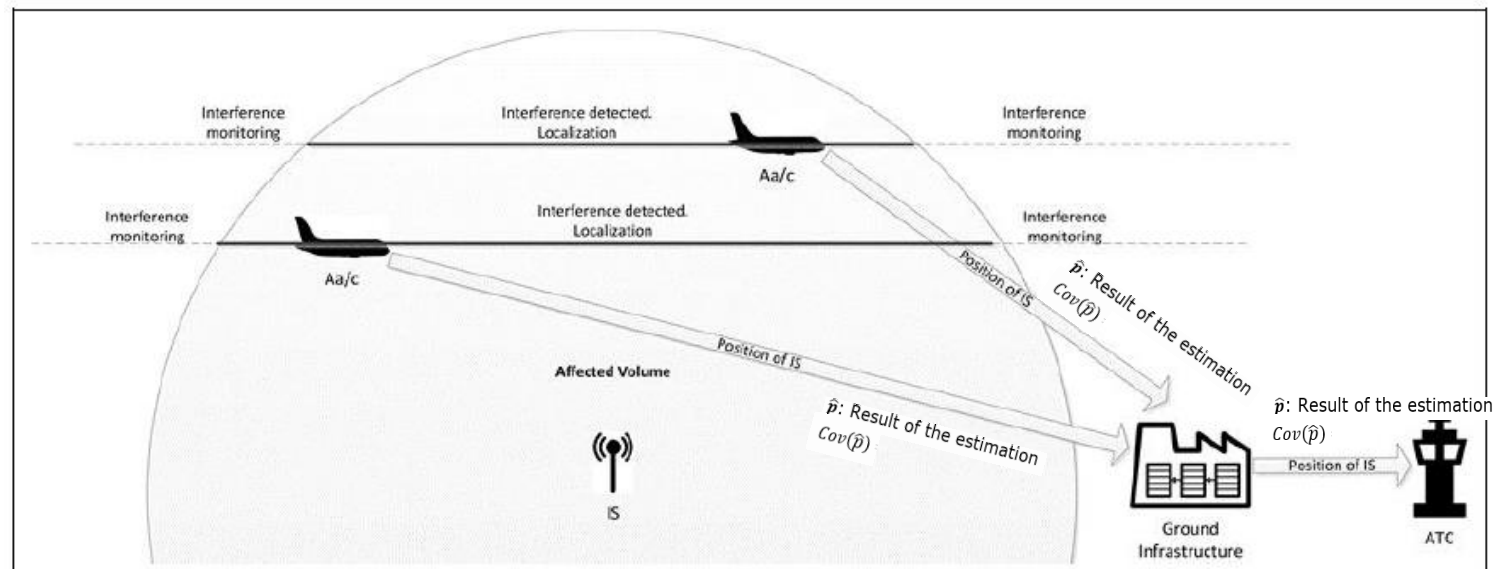 Interference
monitoring
Interference detected.
Localization
Interference
monitoring
Aa/c
Interference
monitoring
Interference detected.
Localization
Interference
monitoring
Aa/c
Position of IS
p̂: Result of the estimation
Cov(p̂)
Position of IS
p̂: Result of the estimation
Cov(p̂)
Affected Volume
IS
p̂: Result of the estimation
Cov(p̂)
Position of IS
Ground
Infrastructure
ATC